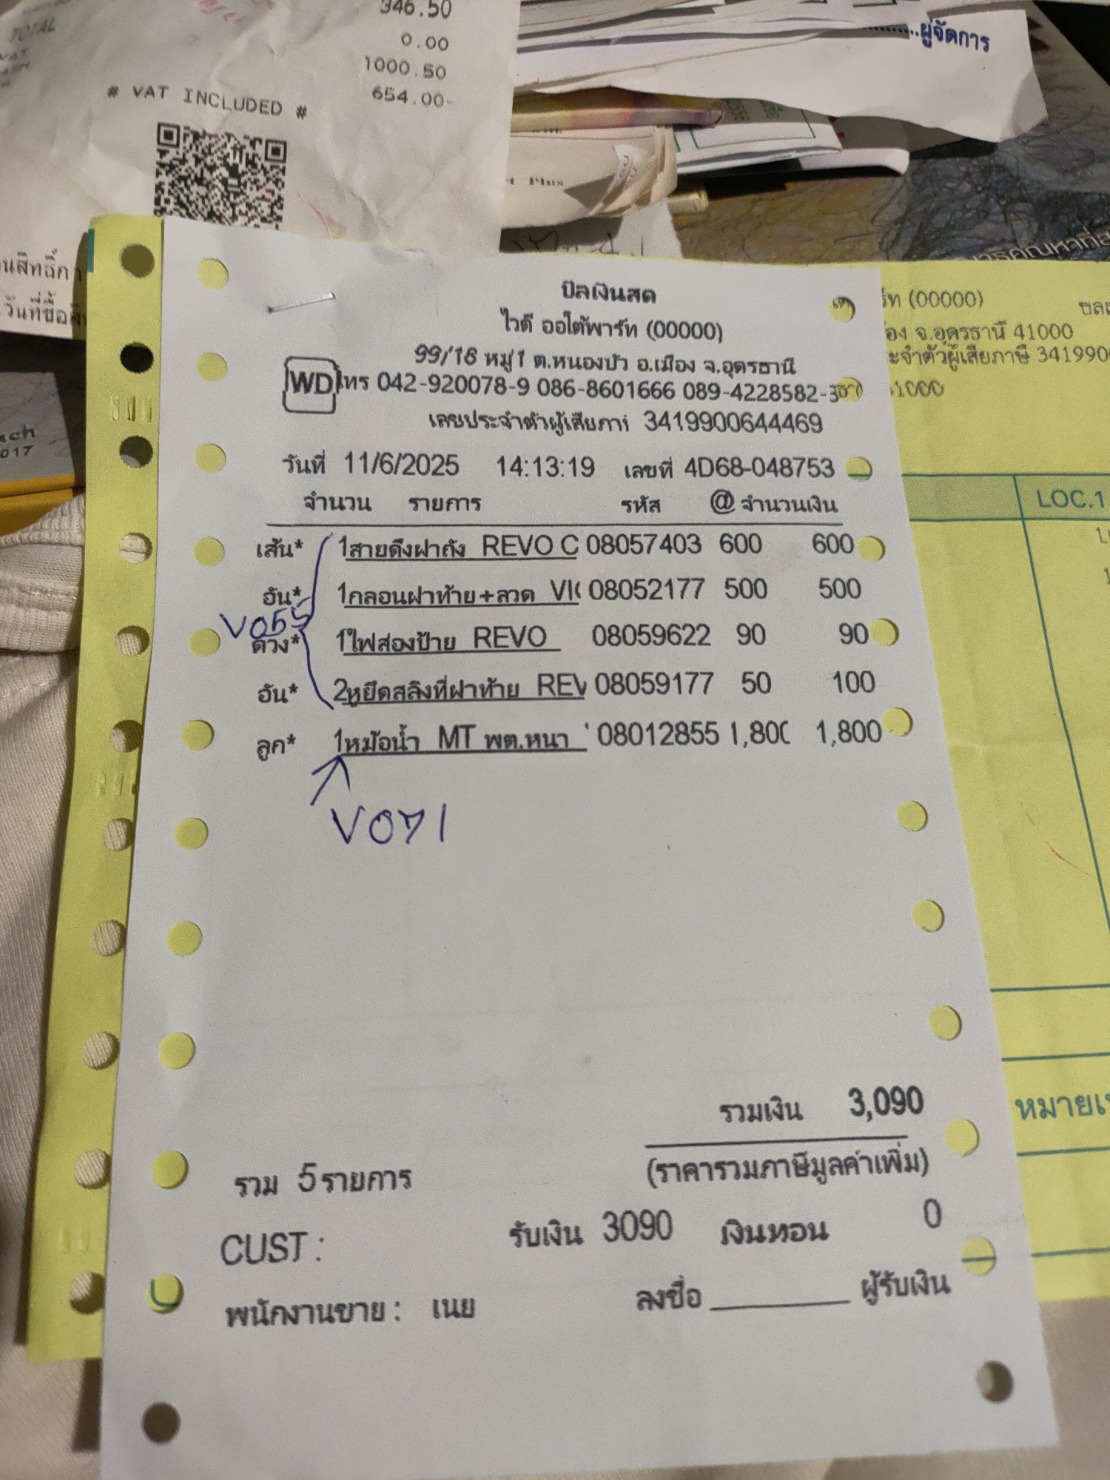 TOTAL 346.50
0.00
1000.50
654.00-
# VAT INCLUDED #
ผู้จัดการ
บิลเงินสด
ไวดี ออโต้พาร์ท (00000)
99/18 หมู่1 ต.หนองบัว อ.เมือง จ.อุดรธานี
WD โทร 042-920078-9 086-8601666 089-4228582-3
เลขประจำตัวผู้เสียภาษี 3419900644469
วันที่ 11/6/2025 14:13:19 เลขที่ 4D68-048753
จำนวน รายการ รหัส @ จำนวนเงิน
เส้น* 1สายดึงฝาถัง REVO C 08057403 600 600
อัน* 1กลอนฝาท้าย+ลวด VI 08052177 500 500
V055
ดวง* 1ไฟส่องป้าย REVO 08059622 90 90
อัน* 2หูยึดสลิงที่ฝาท้าย REV 08059177 50 100
ลูก* 1หม้อน้ำ MT พต.หนา 08012855 1,800 1,800
V071
รวมเงิน 3,090
รวม 5รายการ (ราคารวมภาษีมูลค่าเพิ่ม)
CUST : รับเงิน 3090 เงินทอน 0
พนักงานขาย : เนย ลงชื่อ ผู้รับเงิน
(00000)
จ.อุดรธานี 41000
41000
LOC.1